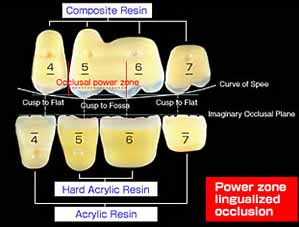 Composite Resin
4 5 6 7
Occlusal power zone
Curve of Spee
Cusp to Flat Cusp to Fossa Cusp to Flat
Imaginary Occlusal Plane
4 5 6 7
Hard Acrylic Resin
Acrylic Resin
Power zone
lingualized
occlusion